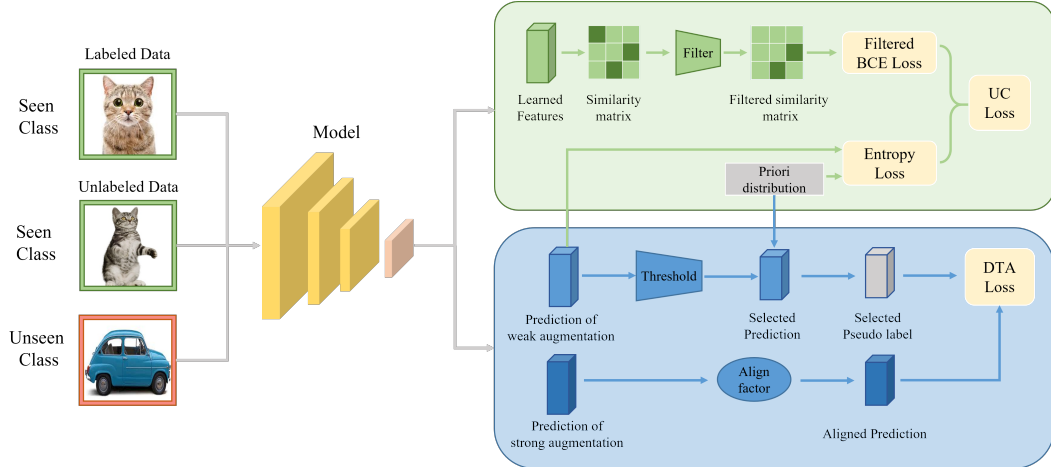 Labeled Data
Seen
Class
Unlabeled Data
Seen
Class
Unseen
Class
Model
Learned
Features
Similarity
matrix
Filter
Filtered similarity
matrix
Filtered
BCE Loss
UC
Loss
Entropy
Loss
Priori
distribution
Prediction of
weak augmentation
Threshold
Selected
Prediction
Selected
Pseudo label
DTA
Loss
Prediction of
strong augmentation
Align
factor
Aligned Prediction